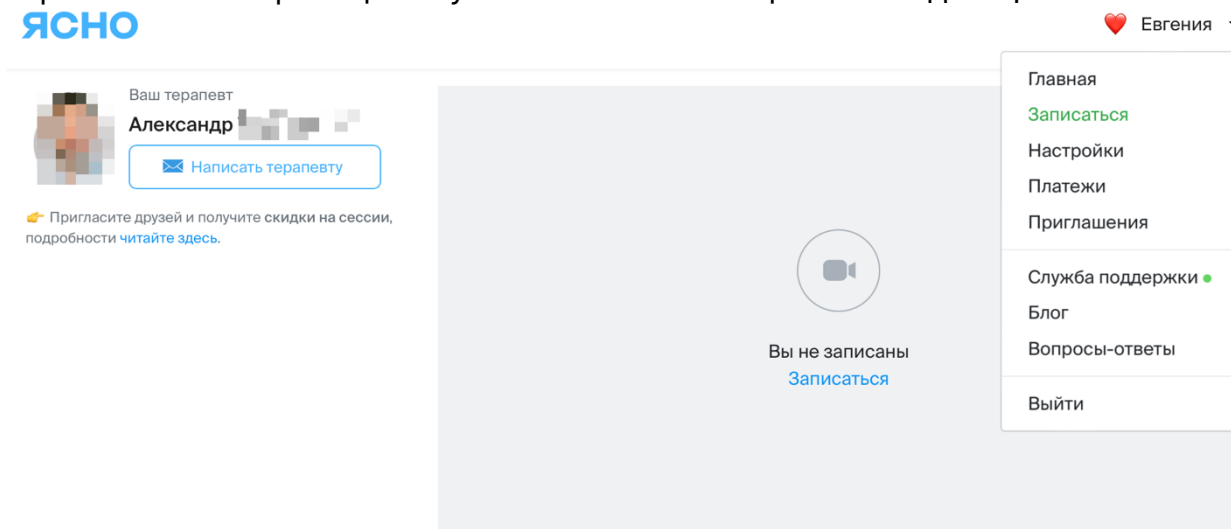 ЯСНО
Евгения
Ваш терапевт
Александр
Написать терапевту
👉 Пригласите друзей и получите скидки на сессии,
подробности читайте здесь.
Вы не записаны
Записаться
Главная
Записаться
Настройки
Платежи
Приглашения
Служба поддержки
Блог
Вопросы-ответы
Выйти